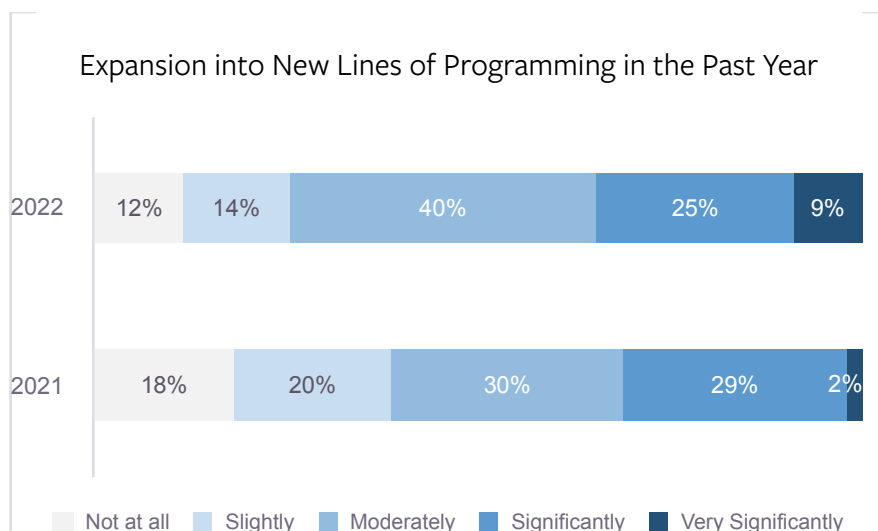 Expansion into New Lines of Programming in the Past Year
2022 12% 14% 40% 25% 9%
2021 18% 20% 30% 29% 2%
Not at all Slightly Moderately Significantly Very Significantly